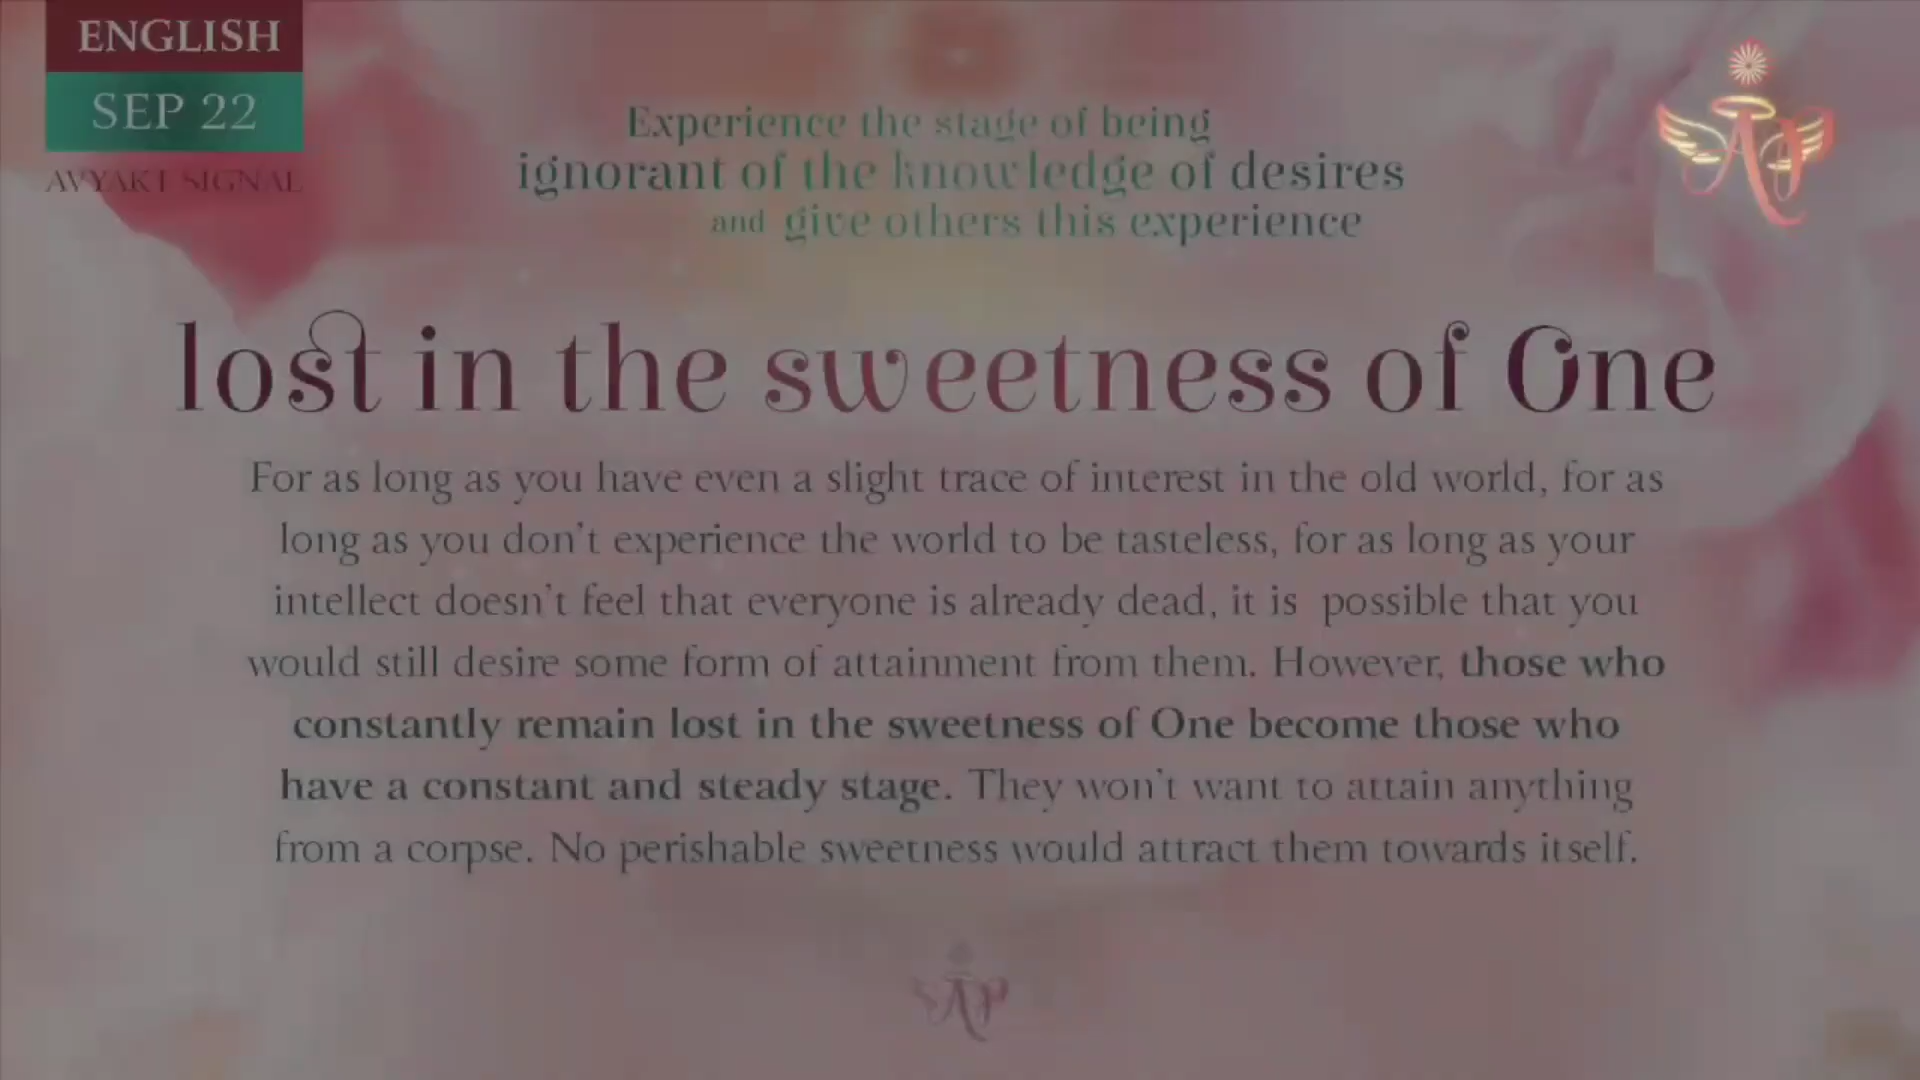 ENGLISH
SEP 22
AVYAKT SIGNAL
Experience the stage of being
ignorant of the knowledge of desires
and give others this experience
AP
lost in the sweetness of One
For as long as you have even a slight trace of interest in the old world, for as
long as you don't experience the world to be tasteless, for as long as your
intellect doesn't feel that everyone is already dead, it is possible that you
would still desire some form of attainment from them. However, those who
constantly remain lost in the sweetness of One become those who
have a constant and steady stage. They won't want to attain anything
from a corpse. No perishable sweetness would attract them towards itself.
AP